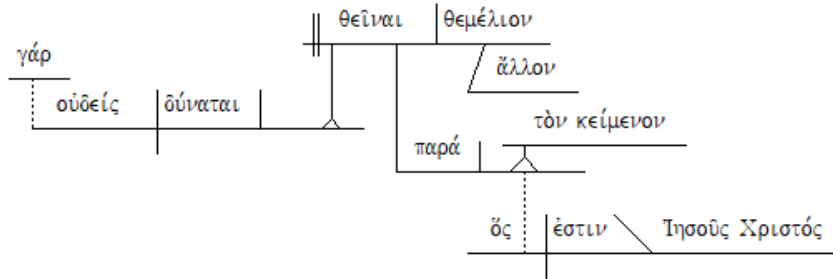 θεῖναι θεμέλιον
γάρ ἄλλον
οὐδείς δύναται τὸν κείμενον
παρά
ὅς ἐστιν Ἰησοῦς Χριστός